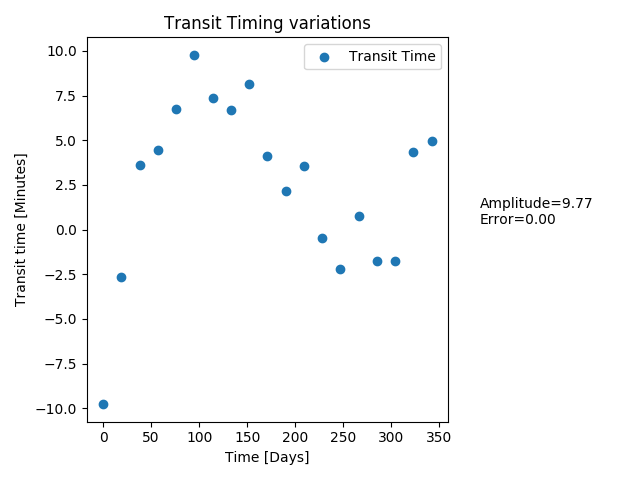 Transit Timing variations
Transit Time
Transit time [Minutes]
10.0
7.5
5.0
2.5
0.0
−2.5
−5.0
−7.5
−10.0
0 50 100 150 200 250 300 350
Time [Days]
Amplitude=9.77
Error=0.00